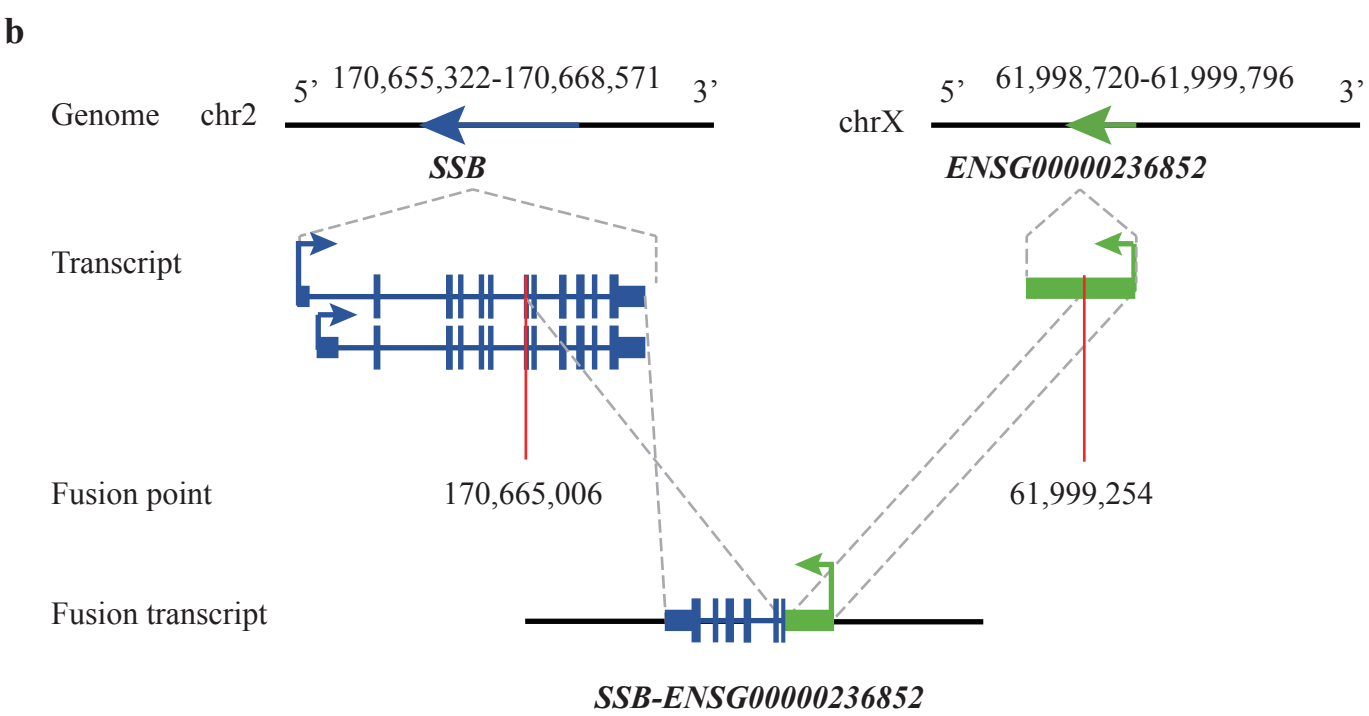 b
5’ 170,655,322-170,668,571 3’
5’ 61,998,720-61,999,796 3’
Genome chr2
chrX
SSB
ENSG00000236852
Transcript
Fusion point
170,665,006
61,999,254
Fusion transcript
SSB-ENSG00000236852